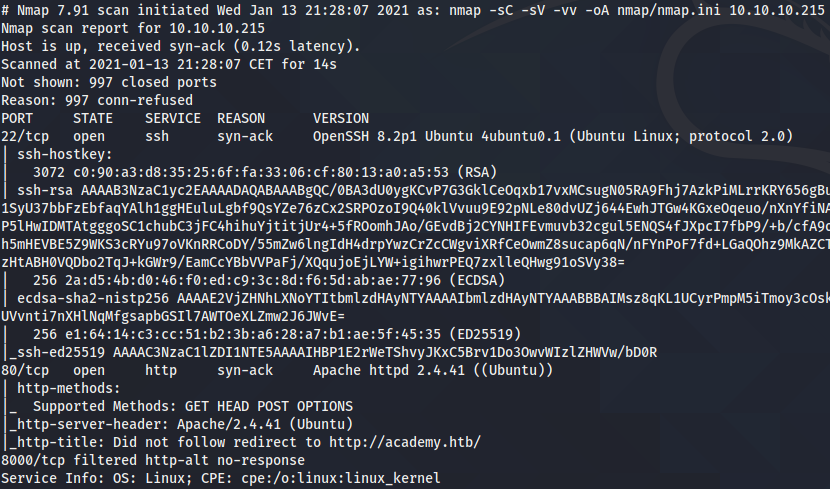 # Nmap 7.91 scan initiated Wed Jan 13 21:28:07 2021 as: nmap -sC -sV -vv -oA nmap/nmap.ini 10.10.10.215
Nmap scan report for 10.10.10.215
Host is up, received syn-ack (0.12s latency).
Scanned at 2021-01-13 21:28:07 CET for 14s
Not shown: 997 closed ports
Reason: 997 conn-refused
PORT     STATE    SERVICE  REASON      VERSION
22/tcp   open     ssh      syn-ack     OpenSSH 8.2p1 Ubuntu 4ubuntu0.1 (Ubuntu Linux; protocol 2.0)
| ssh-hostkey:
|   3072 c0:90:a3:d8:35:25:6f:fa:33:06:cf:80:13:a0:a5:53 (RSA)
| ssh-rsa AAAAB3NzaC1yc2EAAAADAQABAAABgQC/0BA3dU0ygKCvP7G3GklCeOqxb17vxMCsugN05RA9Fhj7AzkPiMLrrKRY656gBu
1SyU37bbFzEbfaqYAlh1ggHEuluLgbf9QsYZe76zCx2SRPOzoI9Q40klVvuu9E92pNLe80dvUZj644EwhJTGw4KGxeOqeuo/nXnYfiNA
P5lHwIDMTAtgggoSC1chubC3jFC4hihuYjtitjUr4+5fROomhJAo/GEvdBj2CYNHIFEvmuvb32cgul5ENQS4fJXpcI7fbP9/+b/cfA9c
h5mHEVBE5Z9WKS3cRYu97oVKnRRCoDY/55mZw6lngIdH4drpYwzCrZcCWgviXRfCeOwmZ8sucap6qN/nFYnPoF7fd+LGaQOhz9MkAZCT
zHtABH0VQDbo2TqJ+kGWr9/EamCcYBbVVPaFj/XQqujoEjLYW+igihwrPEQ7zxlleQHwg91oSVy38=
|   256 2a:d5:4b:d0:46:f0:ed:c9:3c:8d:f6:5d:ab:ae:77:96 (ECDSA)
| ecdsa-sha2-nistp256 AAAAE2VjZHNhLXNoYTItbmlzdHAyNTYAAAAIbmlzdHAyNTYAAABBBAIMsz8qKL1UCyrPmpM5iTmoy3cOsk
UVvnti7nXHlNqMfgsapbGSIl7AWTOeXLZmw2J6JWvE=
|   256 e1:64:14:c3:cc:51:b2:3b:a6:28:a7:b1:ae:5f:45:35 (ED25519)
|_ssh-ed25519 AAAAC3NzaC1lZDI1NTE5AAAAIHBP1E2rWeTShvyJKxC5Brv1Do3OwvWIzlZHWVw/bD0R
80/tcp   open     http     syn-ack     Apache httpd 2.4.41 ((Ubuntu))
| http-methods:
|_  Supported Methods: GET HEAD POST OPTIONS
|_http-server-header: Apache/2.4.41 (Ubuntu)
|_http-title: Did not follow redirect to http://academy.htb/
8000/tcp filtered http-alt no-response
Service Info: OS: Linux; CPE: cpe:/o:linux:linux_kernel